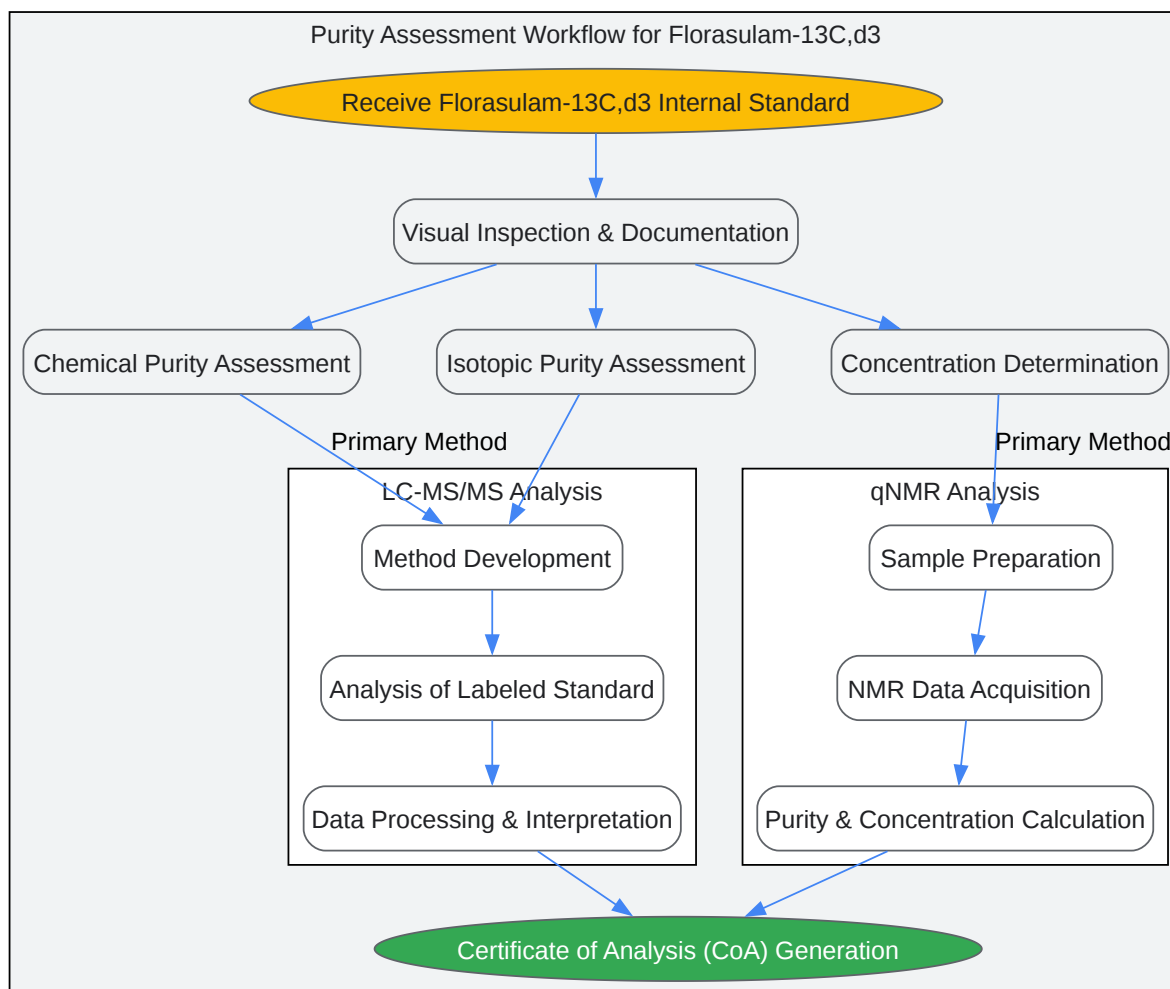 Purity Assessment Workflow for Florasulam-13C,d3
Receive Florasulam-13C,d3 Internal Standard
Visual Inspection & Documentation
Chemical Purity Assessment
Isotopic Purity Assessment
Concentration Determination
Primary Method
Primary Method
LC-MS/MS Analysis
qNMR Analysis
Method Development
Sample Preparation
Analysis of Labeled Standard
NMR Data Acquisition
Data Processing & Interpretation
Purity & Concentration Calculation
Certificate of Analysis (CoA) Generation